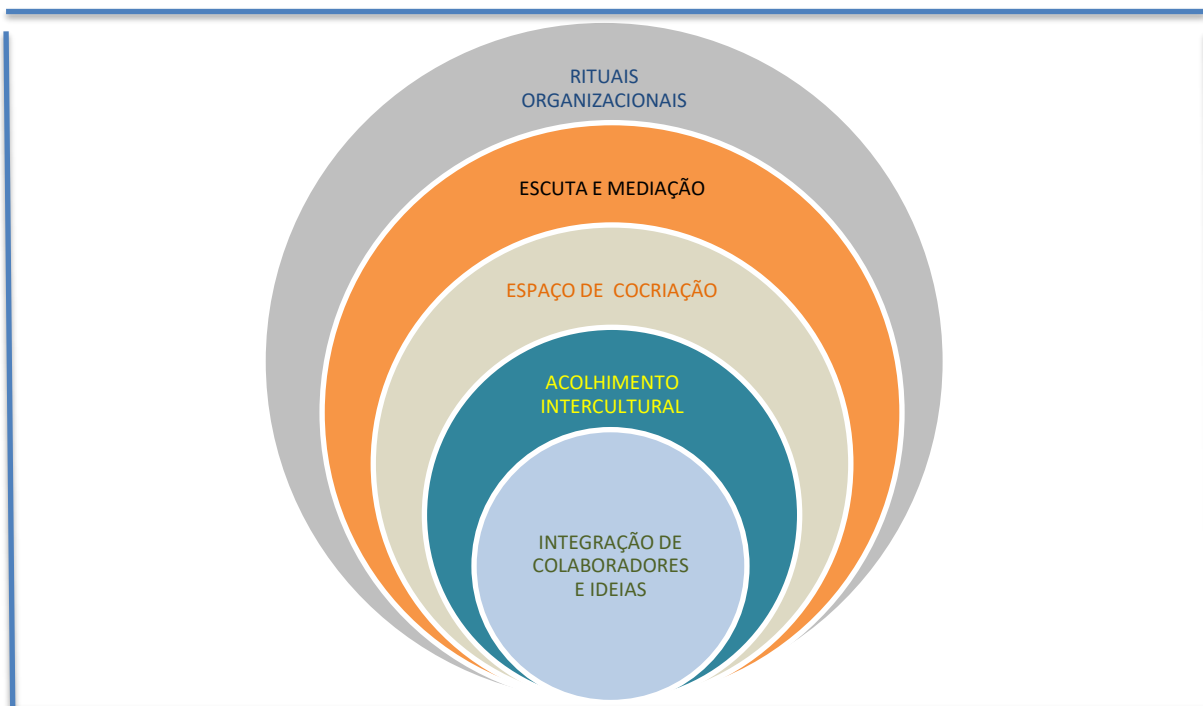 RITUAIS
ORGANIZACIONAIS
ESCUTA E MEDIAÇÃO
ESPAÇO DE COCRIAÇÃO
ACOLHIMENTO
INTERCULTURAL
INTEGRAÇÃO DE
COLABORADORES
E IDEIAS